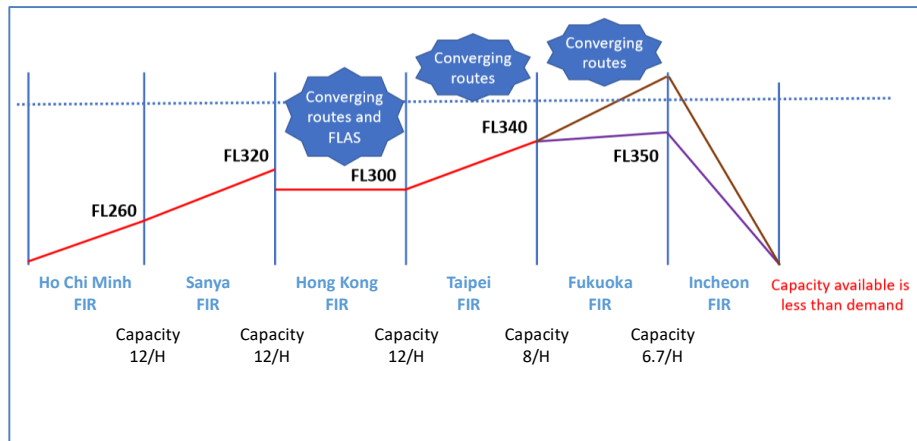 Converging
routes and
FLAS
Converging
routes
Converging
routes
FL260
FL320
FL300
FL340
FL350
Ho Chi Minh
FIR
Sanya
FIR
Hong Kong
FIR
Taipei
FIR
Fukuoka
FIR
Incheon
FIR
Capacity available is
less than demand
Capacity
12/H
Capacity
12/H
Capacity
12/H
Capacity
8/H
Capacity
6.7/H